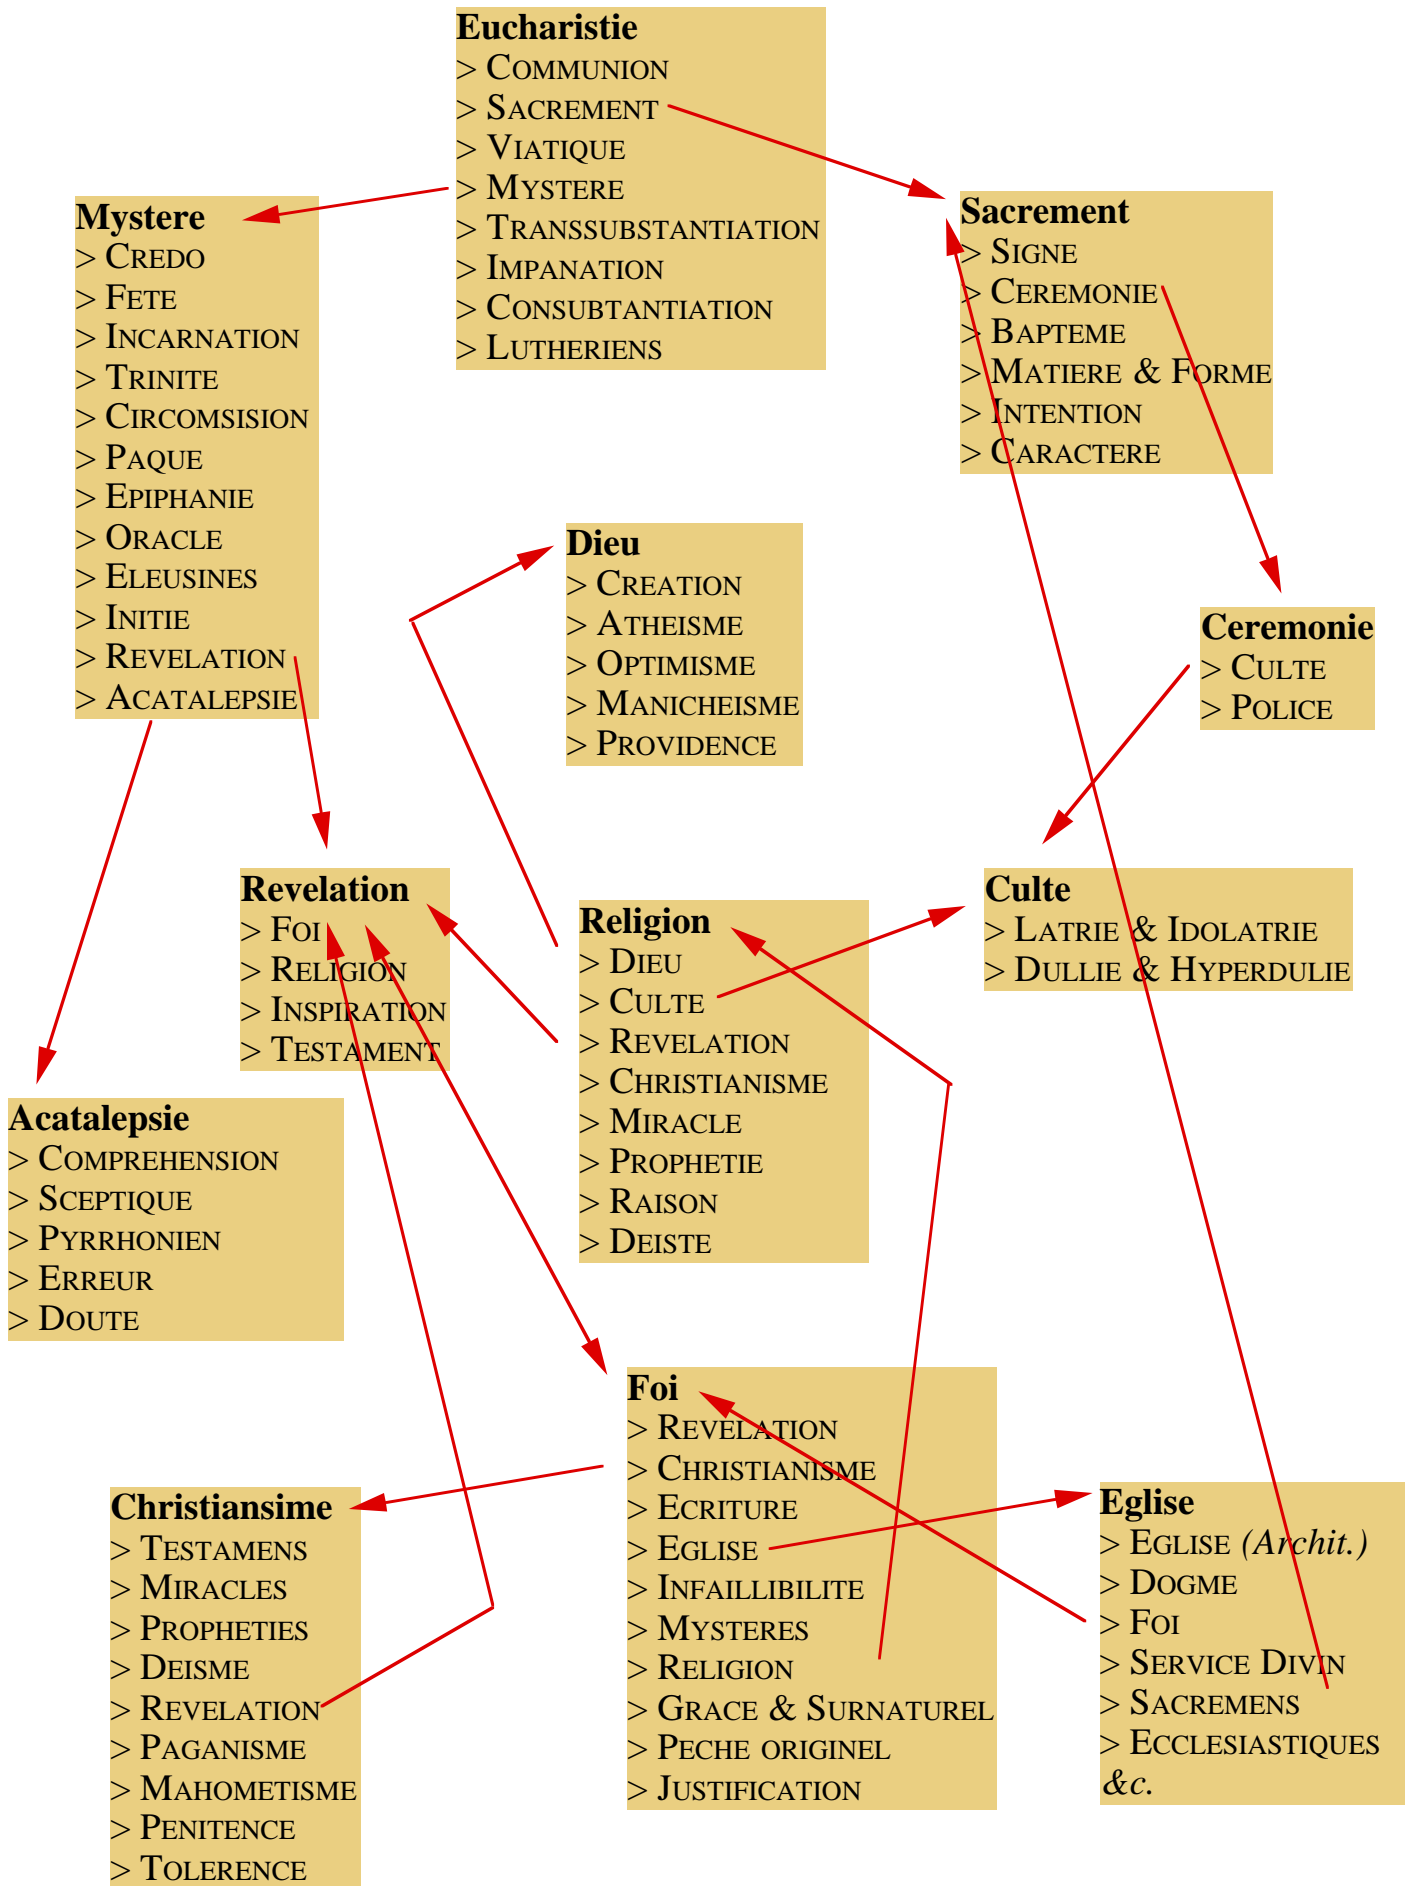 Eucharistie
> COMMUNION
> SACREMENT
> VIATIQUE
> MYSTERE
> TRANSSUBSTANTIATION
> IMPANATION
> CONSUBTANTIATION
> LUTHERIENS
Mystere
> CREDO
> FETE
> INCARNATION
> TRINITE
> CIRCOMSISION
> PAQUE
> EPIPHANIE
> ORACLE
> ELEUSINES
> INITIE
> REVELATION
> ACATALEPSIE
Sacrement
> SIGNE
> CEREMONIE
> BAPTEME
> MATIERE & FORME
> INTENTION
> CARACTERE
Dieu
> CREATION
> ATHEISME
> OPTIMISME
> MANICHEISME
> PROVIDENCE
Ceremonie
> CULTE
> POLICE
Revelation
> FOI
> RELIGION
> INSPIRATION
> TESTAMENT
Religion
> DIEU
> CULTE
> REVELATION
> CHRISTIANISME
> MIRACLE
> PROPHETIE
> RAISON
> DEISTE
Culte
> LATRIE & IDOLATRIE
> DULLIE & HYPERDULIE
Acatalepsie
> COMPREHENSION
> SCEPTIQUE
> PYRRHONIEN
> ERREUR
> DOUTE
Foi
> REVELATION
> CHRISTIANISME
> ECRITURE
> EGLISE
> INFAILLIBILITE
> MYSTERES
> RELIGION
> GRACE & SURNATUREL
> PECHE ORIGINEL
> JUSTIFICATION
Christiansime
> TESTAMENS
> MIRACLES
> PROPHETIES
> DEISME
> REVELATION
> PAGANISME
> MAHOMETISME
> PENITENCE
> TOLERENCE
Eglise
> EGLISE (Archit.)
> DOGME
> FOI
> SERVICE DIVIN
> SACREMENS
> ECCLESIASTIQUES
&c.